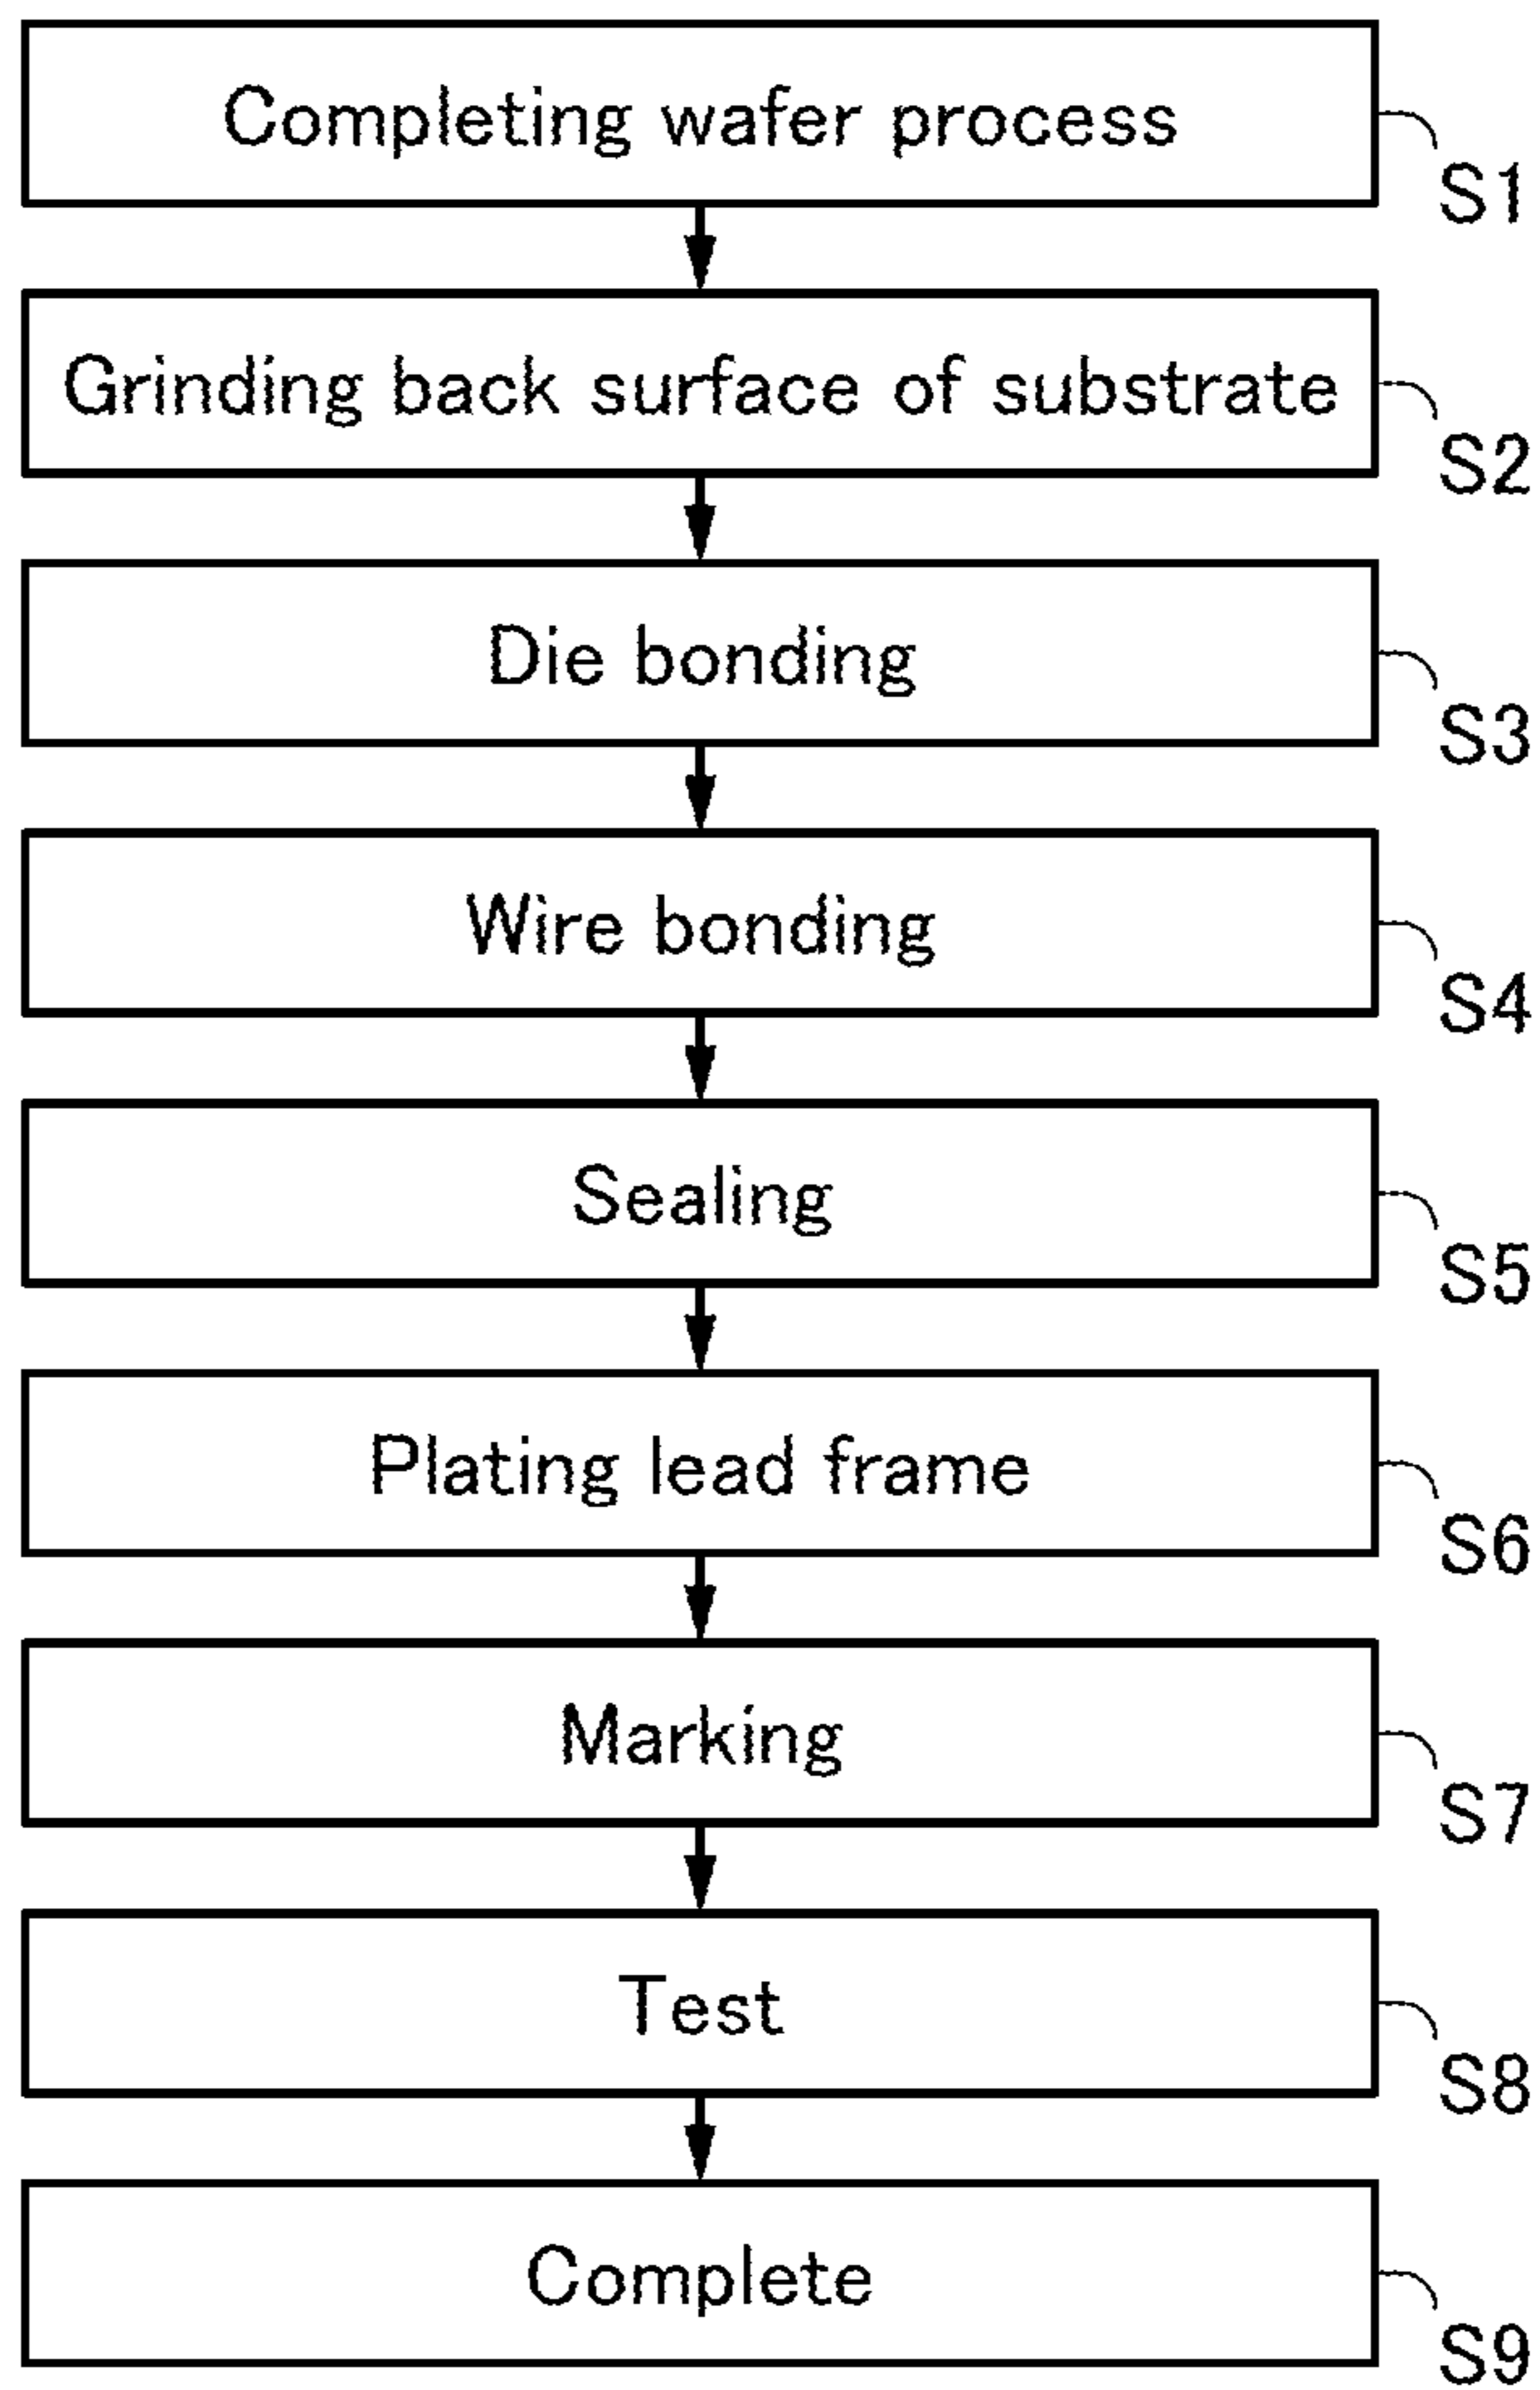 Completing wafer process
S1
Grinding back surface of substrate
S2
Die bonding
S3
Wire bonding
S4
Sealing
S5
Plating lead frame
S6
Marking
S7
Test
S8
Complete
S9